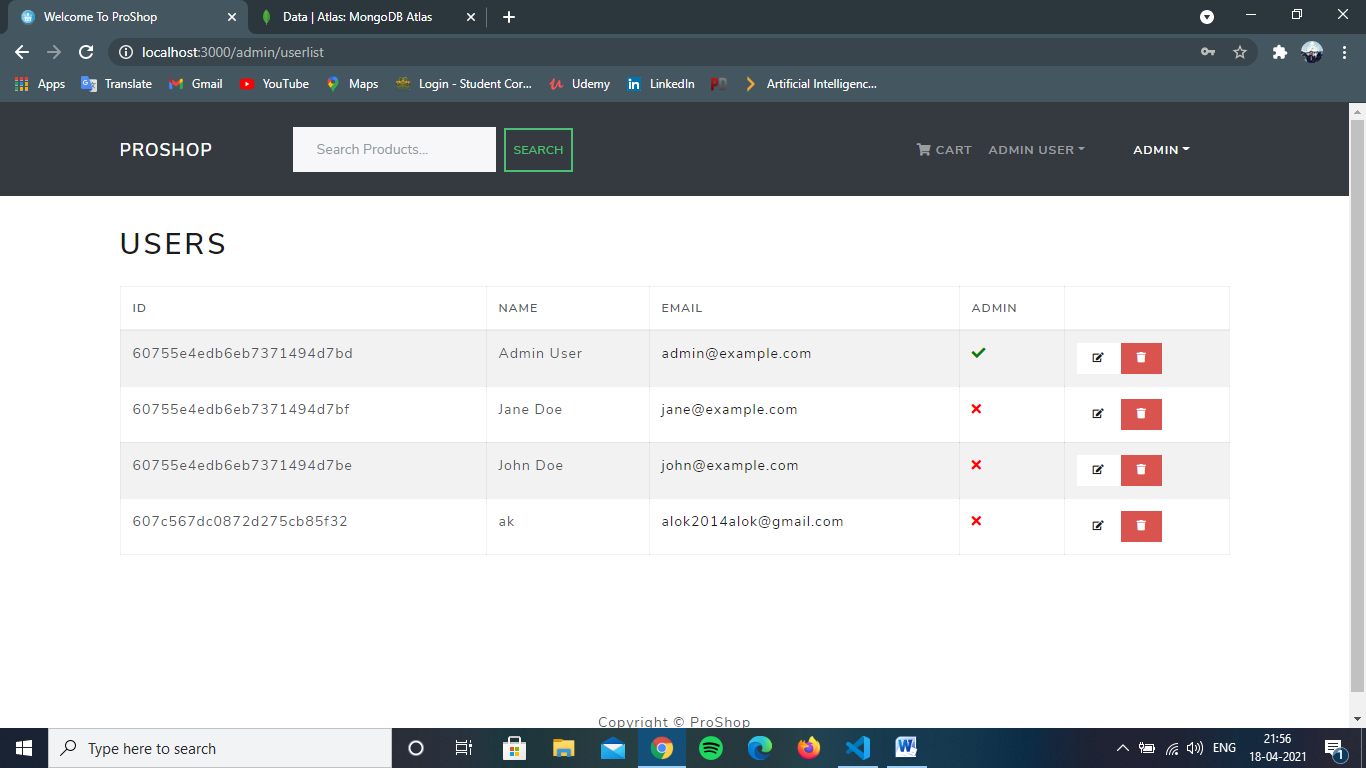 Welcome To ProShop
Data | Atlas: MongoDB Atlas
localhost:3000/admin/userlist
Apps Translate Gmail YouTube Maps Login - Student Cor... Udemy LinkedIn Artificial Intelligenc...
PROSHOP Search Products... SEARCH CART ADMIN USER ADMIN
USERS
ID NAME EMAIL ADMIN
60755e4edb6eb7371494d7bd Admin User admin@example.com
60755e4edb6eb7371494d7bf Jane Doe jane@example.com
60755e4edb6eb7371494d7be John Doe john@example.com
607c567dc0872d275cb85f32 ak alok2014alok@gmail.com
Copyright © ProShop
Type here to search
ENG
21:56
18-04-2021
1